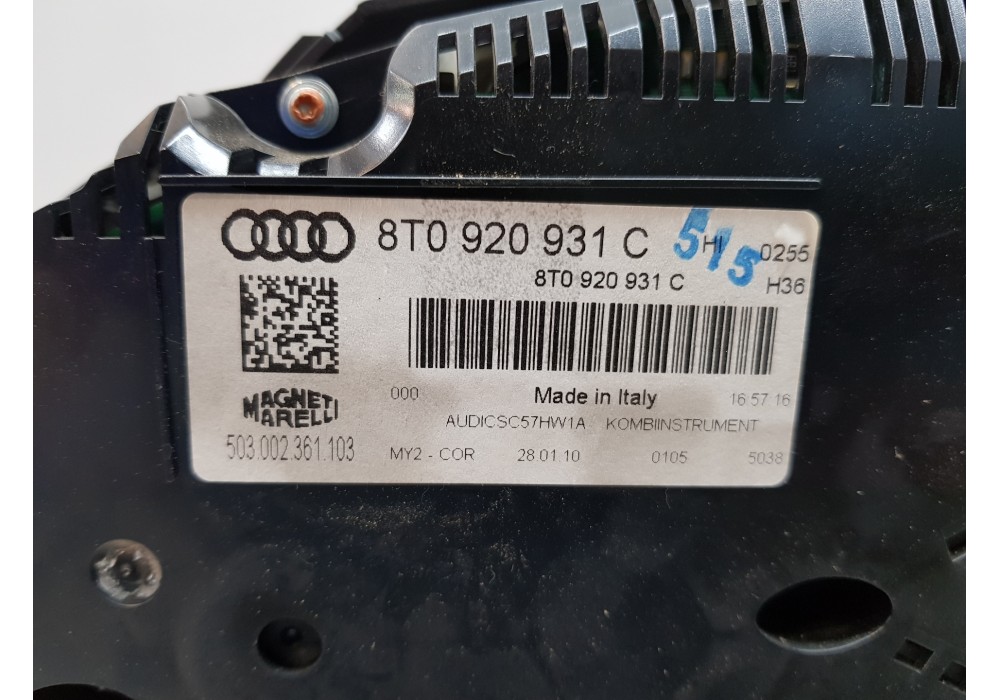 8T0 920 931 C 515 0255
8T0 920 931 C H36
MAGNETI
MARELLI
503.002.361.103
000 Made in Italy 16 57 16
AUDICSC57HW1A KOMBIINSTRUMENT
MY2 - COR 28.01.10 0105 5038